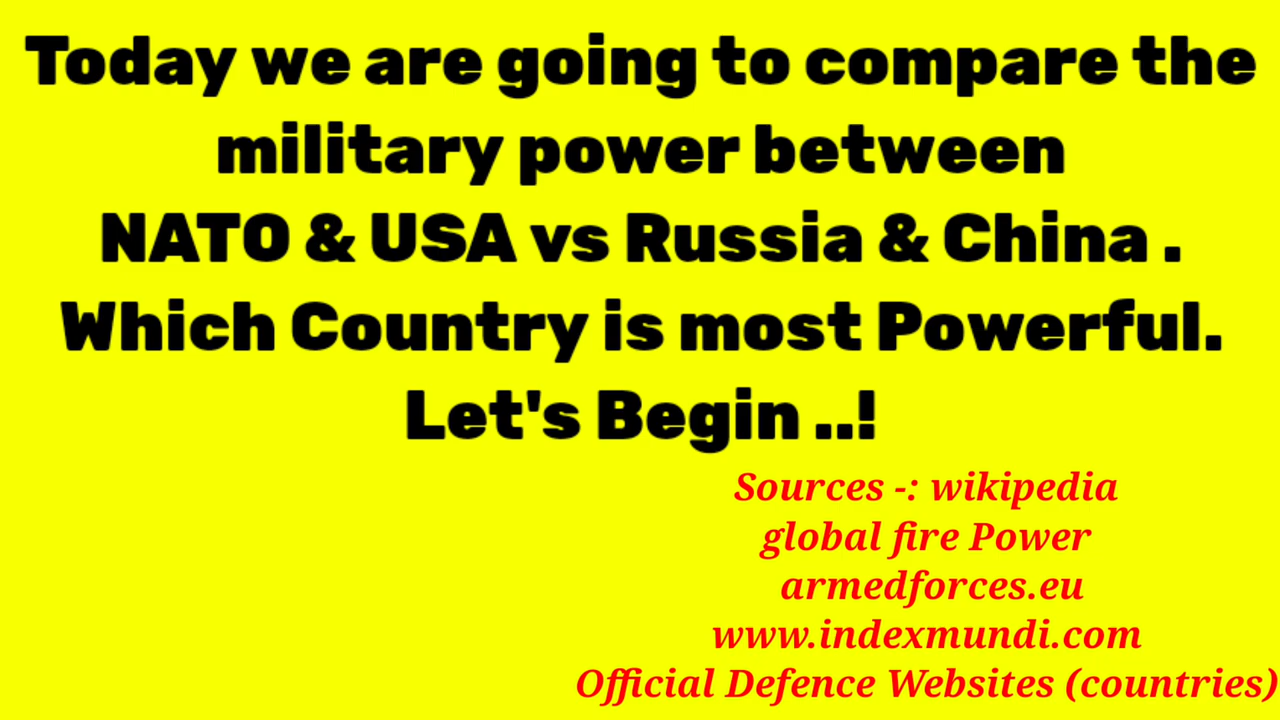 Today we are going to compare the
military power between
NATO & USA vs Russia & China .
Which Country is most Powerful.
Let's Begin ..!
Sources -: wikipedia
global fire Power
armedforces.eu
www.indexmundi.com
Official Defence Websites (countries)